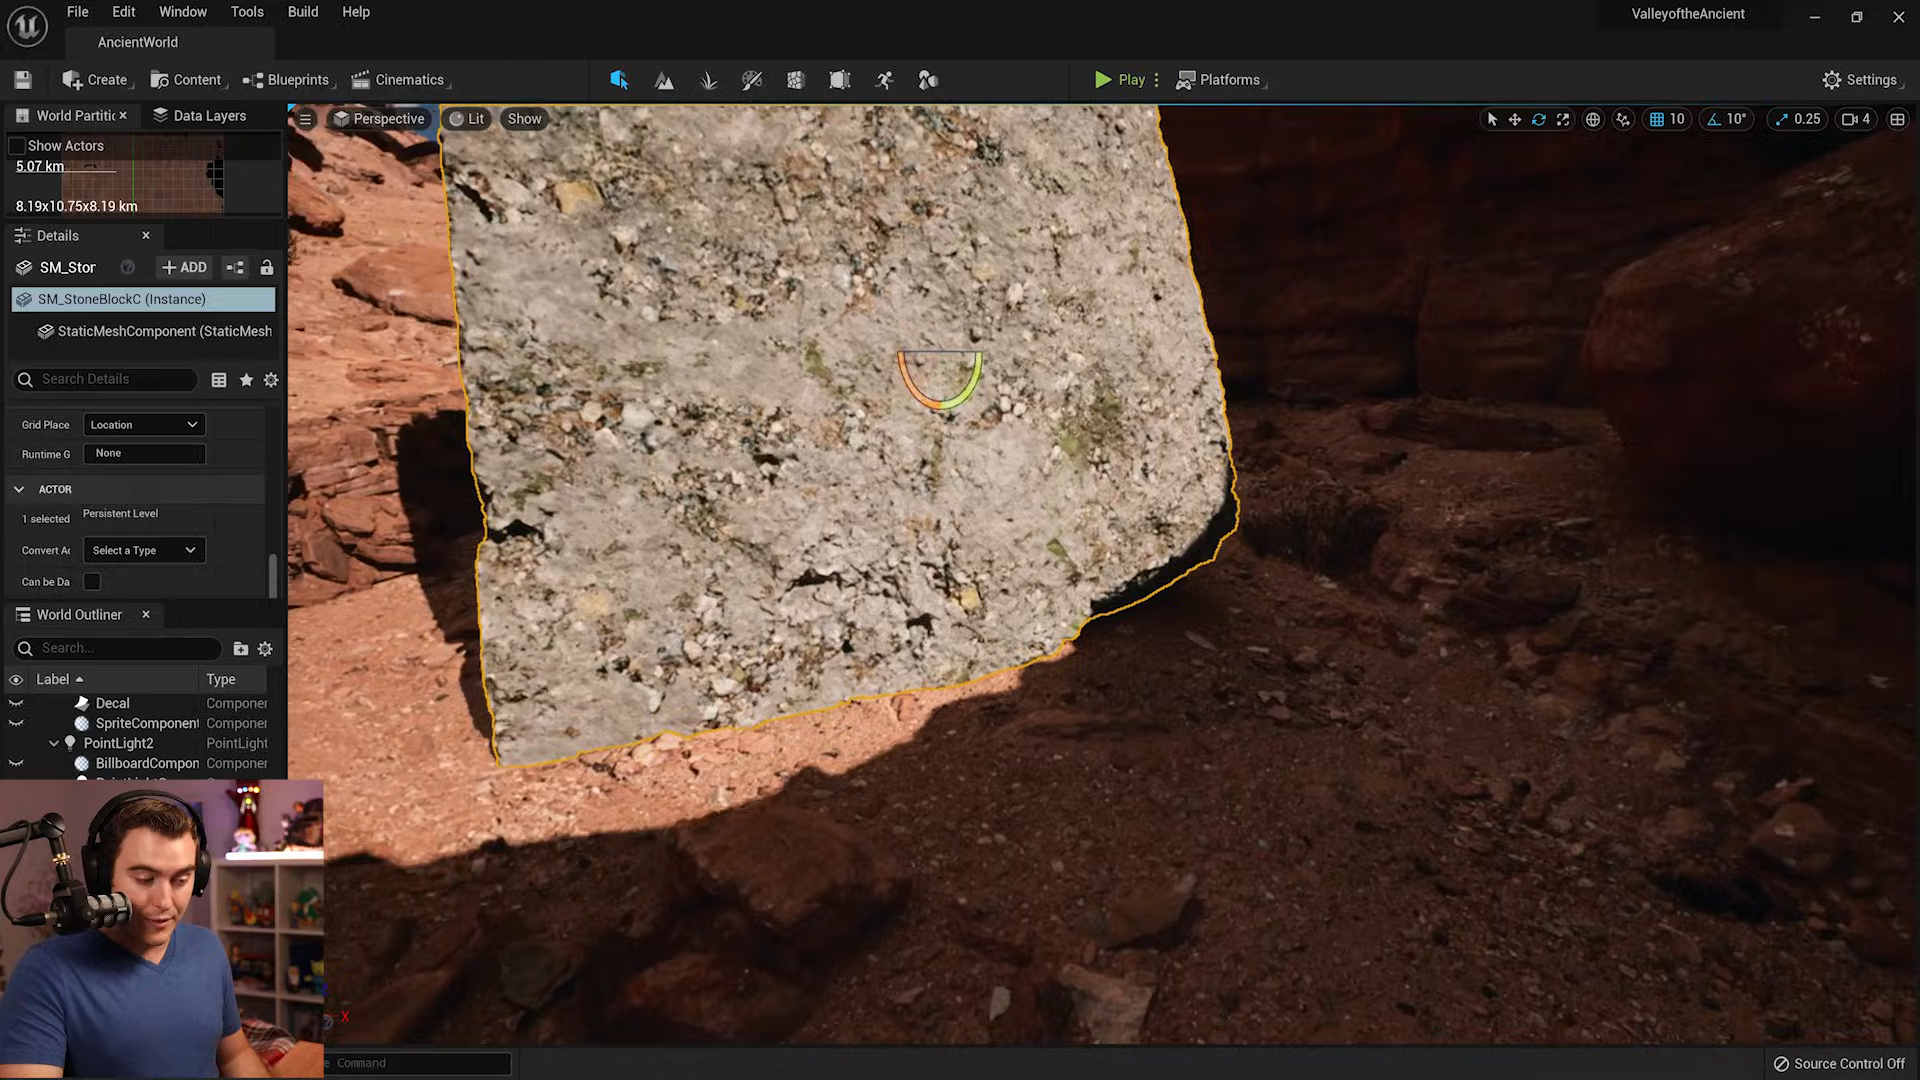 File Edit Window Tools Build Help
ValleyoftheAncient
AncientWorld
Create Content Blueprints Cinematics Play Platforms Settings
World Partitic Data Layers
Perspective Lit Show
10 10° 0.25 4
Show Actors
5.07 km
8.19x10.75x8.19 km
Details
SM_Stor ADD
SM_StoneBlockC (Instance)
StaticMeshComponent (StaticMesh
Search Details
Grid Place Location
Runtime G None
ACTOR
1 selected Persistent Level
Convert Ac Select a Type
Can be Da
World Outliner
Search...
Label Type
Decal Componer
SpriteComponent Componer
PointLight2 PointLight
BillboardCompon Componer
X
Command
Source Control Off